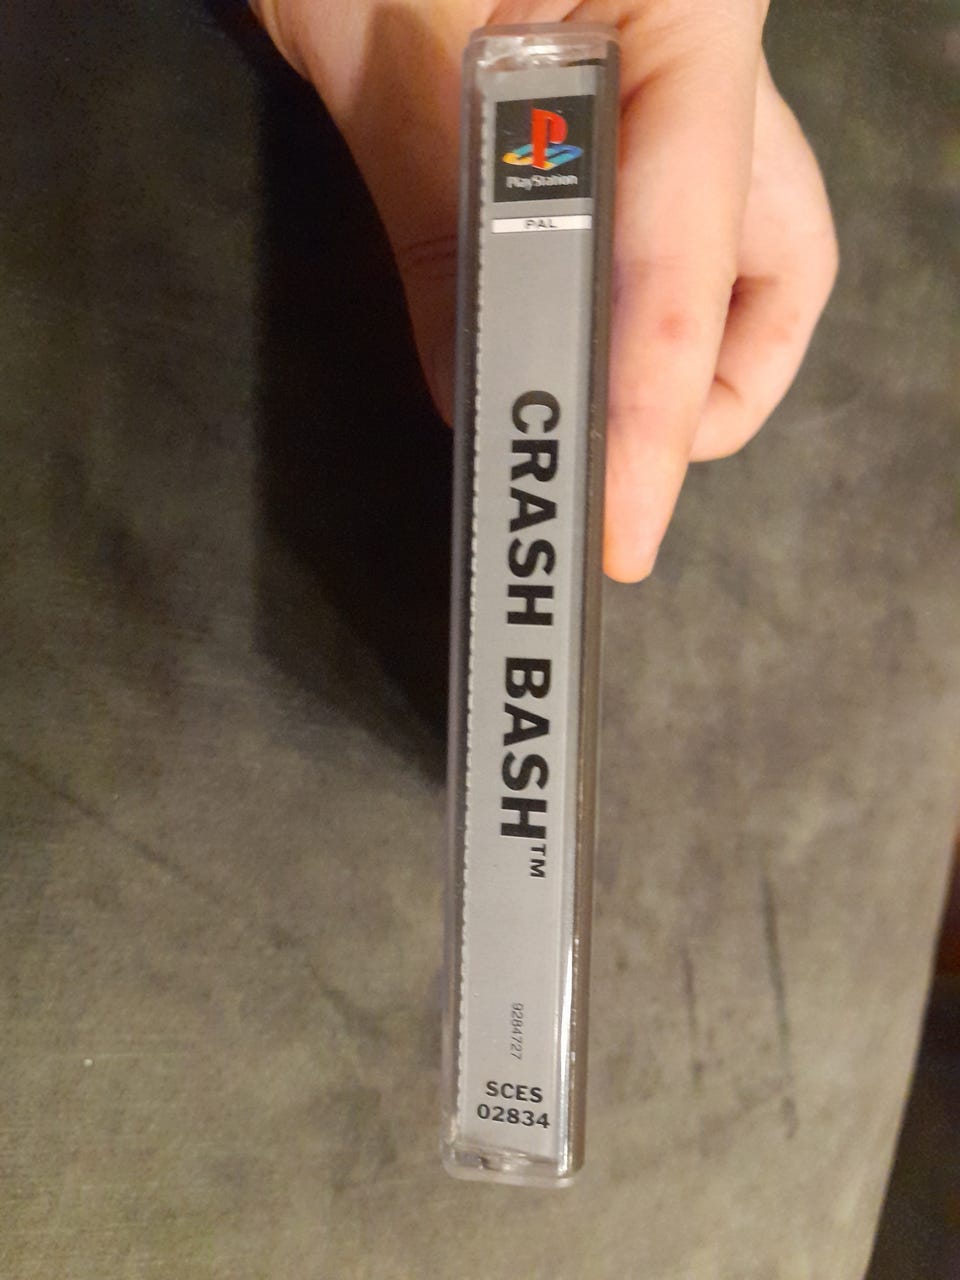 PlayStation
PAL
CRASH BASH™
9284727
SCES
02834